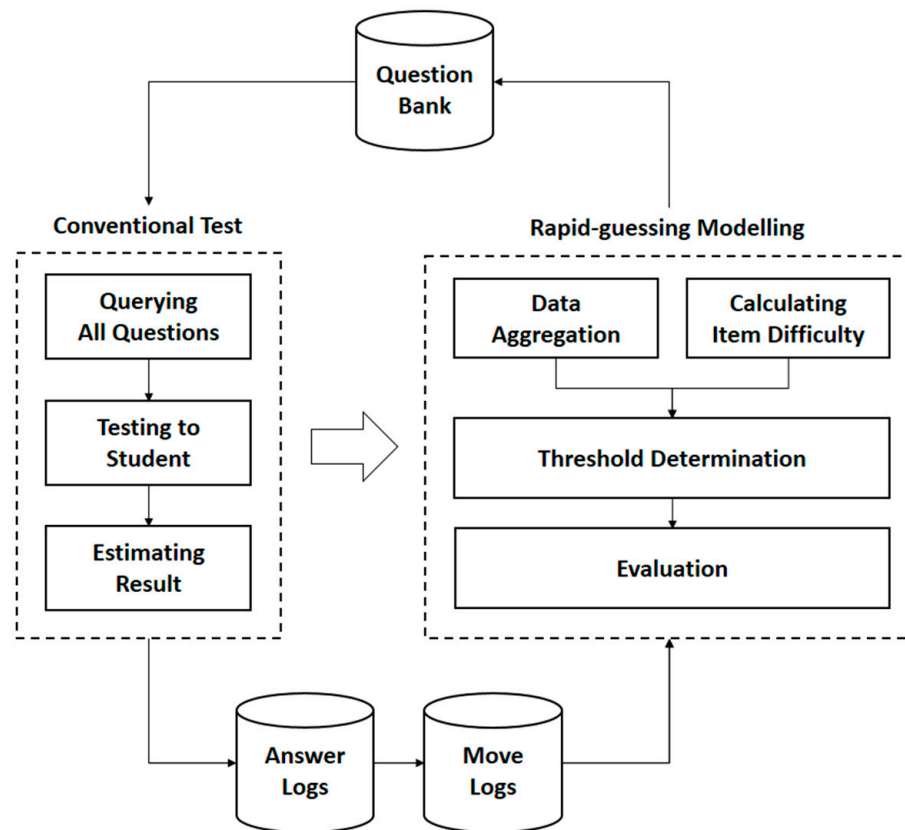 Question
Bank
Conventional Test
Rapid-guessing Modelling
Querying
All Questions
Testing to
Student
Estimating
Result
Data
Aggregation
Calculating
Item Difficulty
Threshold Determination
Evaluation
Answer
Logs
Move
Logs